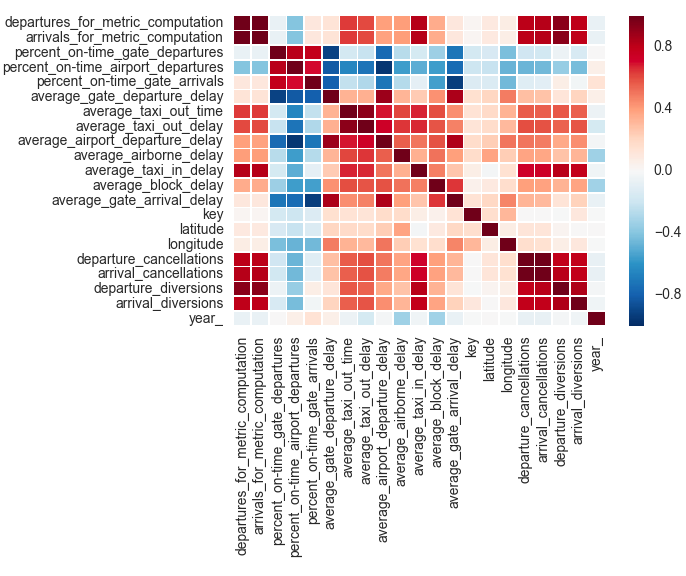 departures_for_metric_computation
arrivals_for_metric_computation
percent_on-time_gate_departures
percent_on-time_airport_departures
percent_on-time_gate_arrivals
average_gate_departure_delay
average_taxi_out_time
average_taxi_out_delay
average_airport_departure_delay
average_airborne_delay
average_taxi_in_delay
average_block_delay
average_gate_arrival_delay
key
latitude
longitude
departure_cancellations
arrival_cancellations
departure_diversions
arrival_diversions
year_
0.8
0.4
0.0
−0.4
−0.8
departures_for_metric_computation
arrivals_for_metric_computation
percent_on-time_gate_departures
percent_on-time_airport_departures
percent_on-time_gate_arrivals
average_gate_departure_delay
average_taxi_out_time
average_taxi_out_delay
average_airport_departure_delay
average_airborne_delay
average_taxi_in_delay
average_block_delay
average_gate_arrival_delay
key
latitude
longitude
departure_cancellations
arrival_cancellations
departure_diversions
arrival_diversions
year_